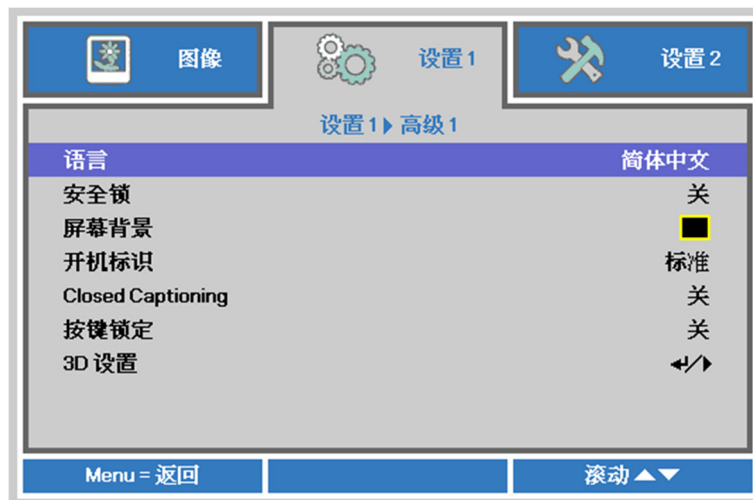 图像 设置1 设置2
设置1▶高级1
语言 简体中文
安全锁 关
屏幕背景
开机标识 标准
Closed Captioning 关
按键锁定 关
3D 设置 ↵/▶
Menu = 返回 滚动▲▼